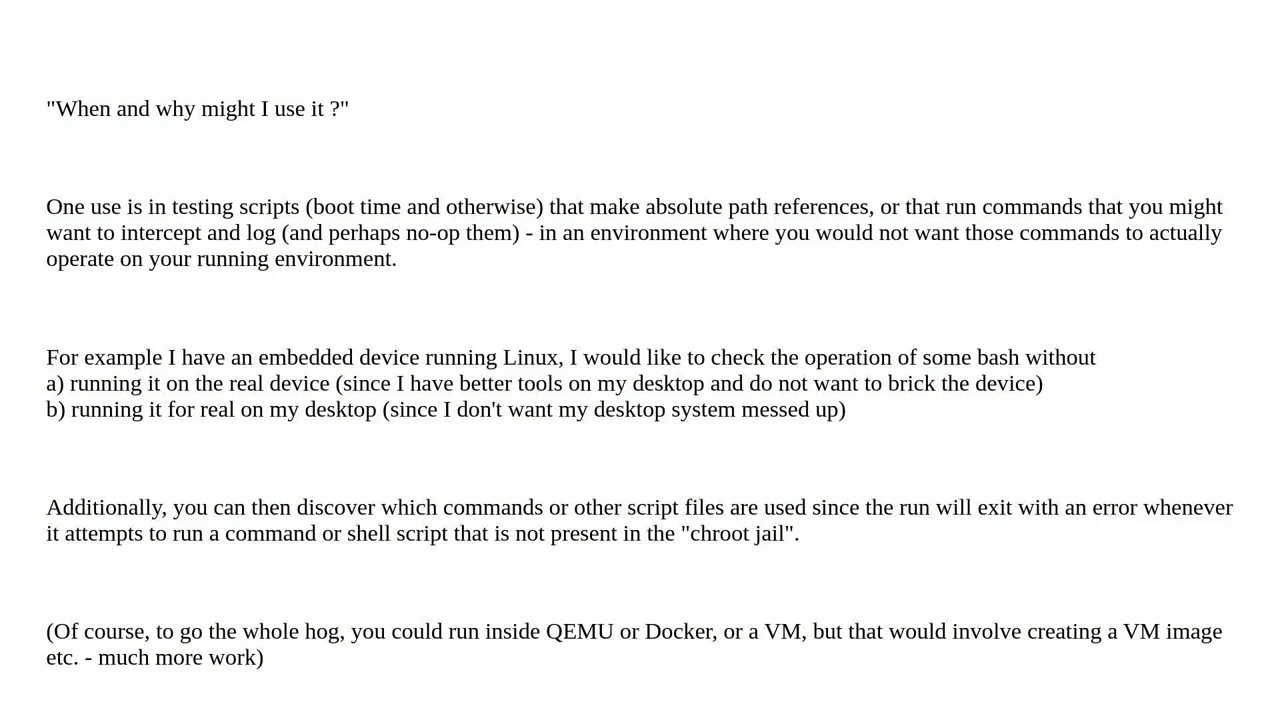 "When and why might I use it ?"
One use is in testing scripts (boot time and otherwise) that make absolute path references, or that run commands that you might
want to intercept and log (and perhaps no-op them) - in an environment where you would not want those commands to actually
operate on your running environment.
For example I have an embedded device running Linux, I would like to check the operation of some bash without
a) running it on the real device (since I have better tools on my desktop and do not want to brick the device)
b) running it for real on my desktop (since I don't want my desktop system messed up)
Additionally, you can then discover which commands or other script files are used since the run will exit with an error whenever
it attempts to run a command or shell script that is not present in the "chroot jail".
(Of course, to go the whole hog, you could run inside QEMU or Docker, or a VM, but that would involve creating a VM image
etc. - much more work)